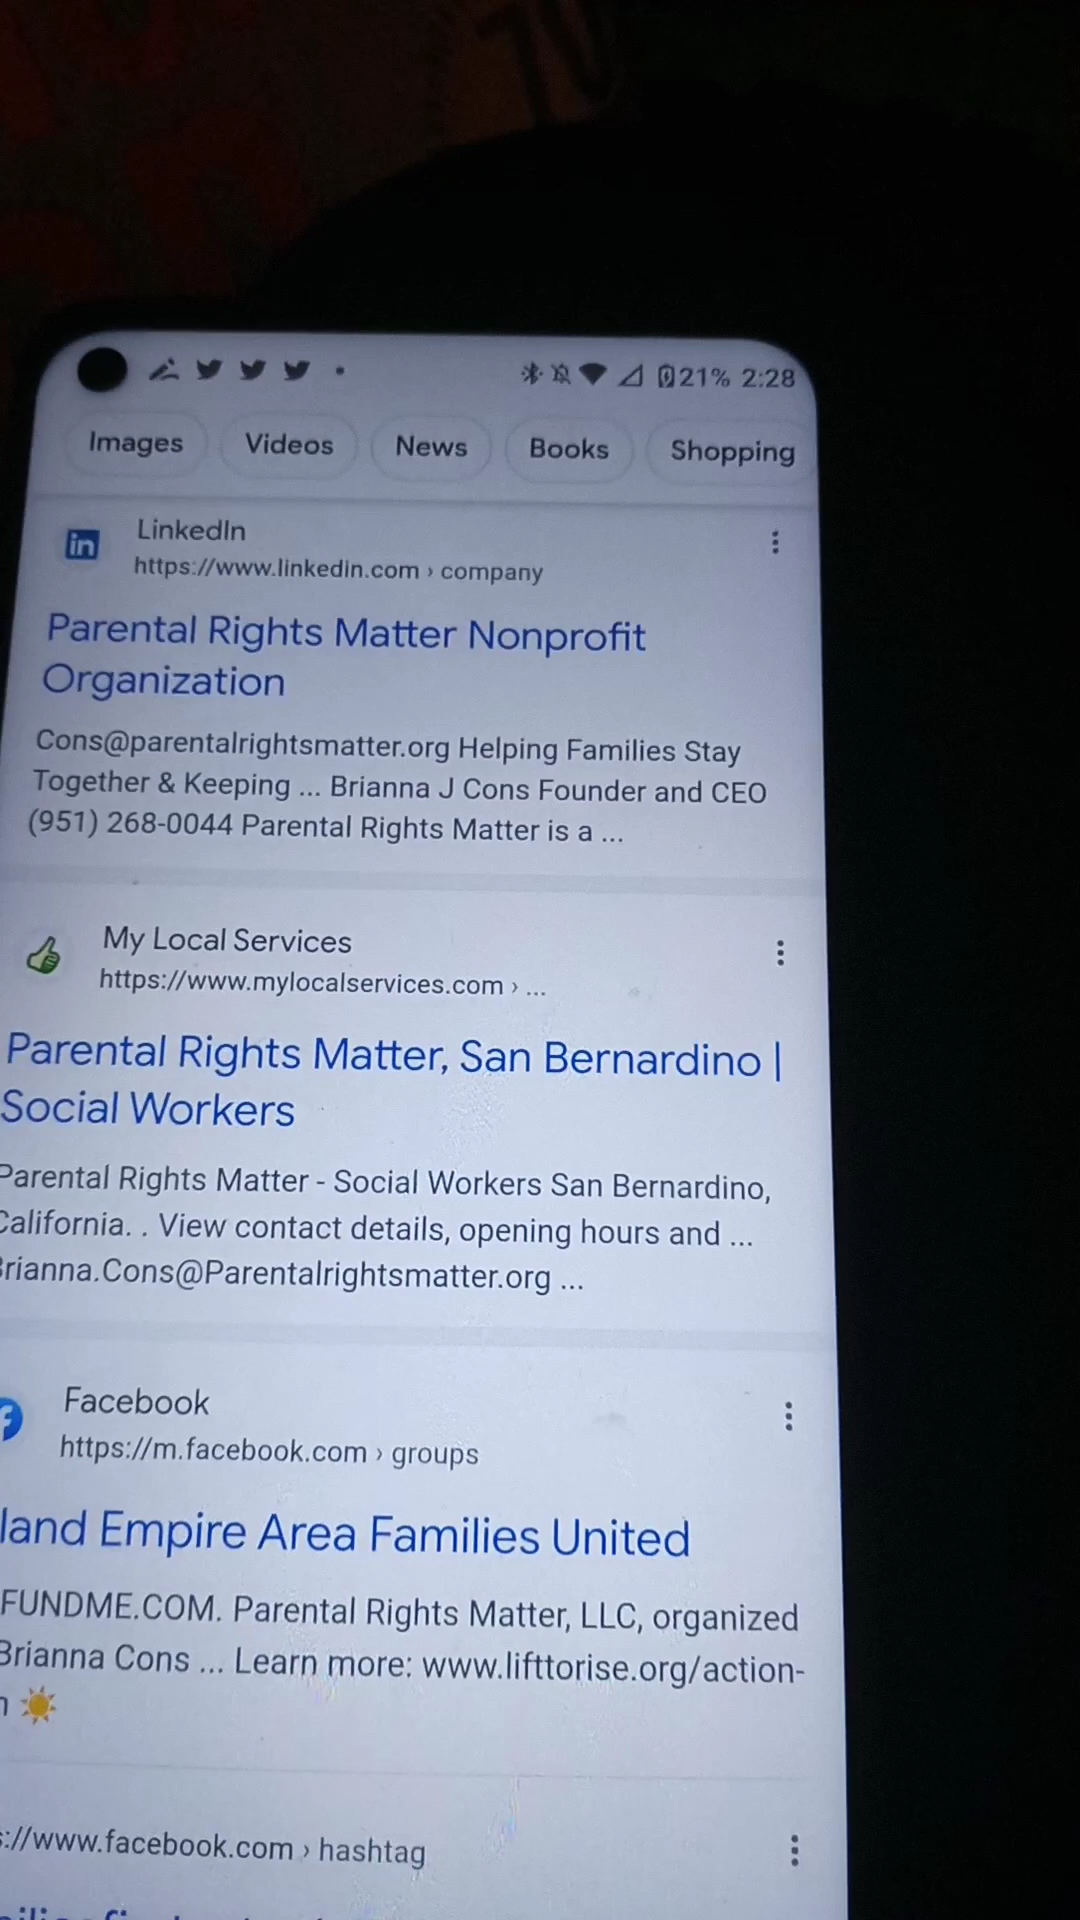 21% 2:28
Images Videos News Books Shopping
LinkedIn
https://www.linkedin.com › company
Parental Rights Matter Nonprofit
Organization
Cons@parentalrightsmatter.org Helping Families Stay
Together & Keeping ... Brianna J Cons Founder and CEO
(951) 268-0044 Parental Rights Matter is a ...
My Local Services
https://www.mylocalservices.com › ...
Parental Rights Matter, San Bernardino |
Social Workers
Parental Rights Matter - Social Workers San Bernardino,
California. . View contact details, opening hours and ...
Brianna.Cons@Parentalrightsmatter.org ...
Facebook
https://m.facebook.com › groups
land Empire Area Families United
FUNDME.COM. Parental Rights Matter, LLC, organized
Brianna Cons ... Learn more: www.lifttorise.org/action-
://www.facebook.com › hashtag